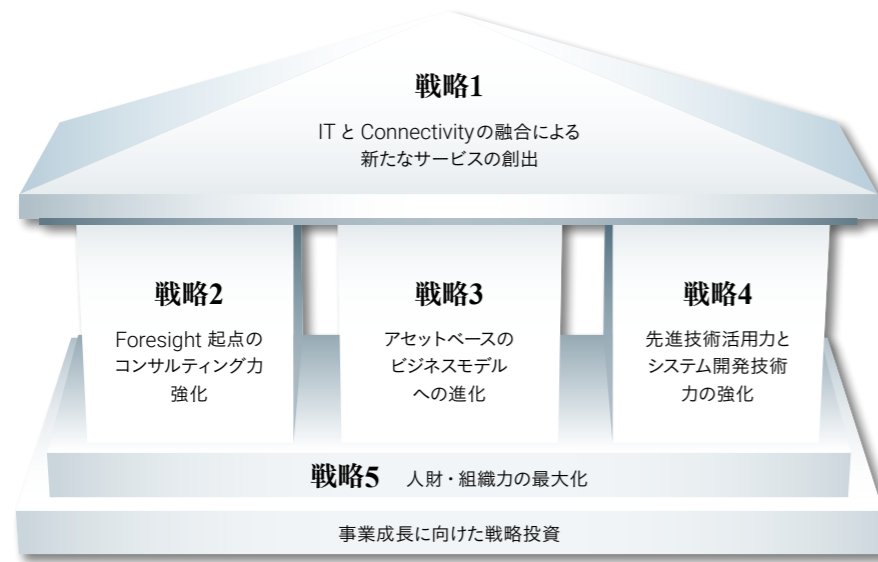 戦略1
IT と Connectivityの融合による
新たなサービスの創出
戦略2
Foresight 起点の
コンサルティング力
強化
戦略3
アセットベースの
ビジネスモデル
への進化
戦略4
先進技術活用力と
システム開発技術
力の強化
戦略5 人財・組織力の最大化
事業成長に向けた戦略投資